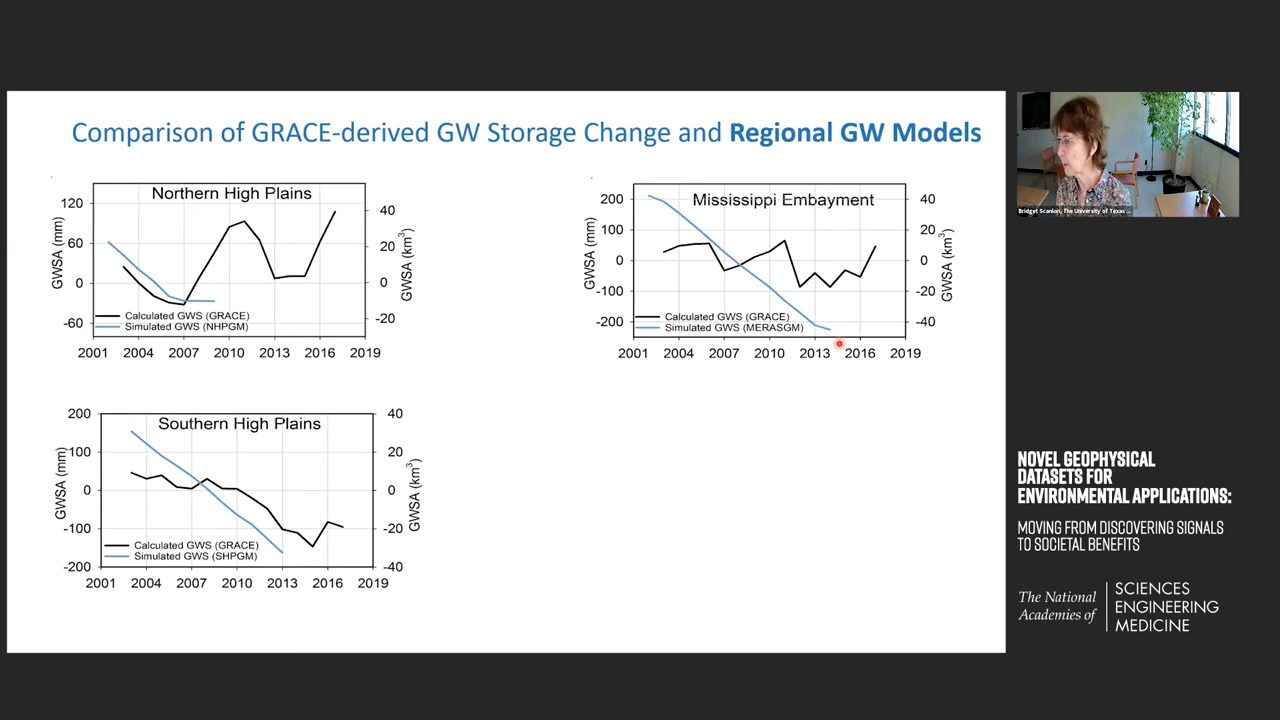 Comparison of GRACE-derived GW Storage Change and Regional GW Models
Northern High Plains
120
60
0
-60
GWSA (mm)
40
20
0
-20
GWSA (km3)
Calculated GWS (GRACE)
Simulated GWS (NHPGM)
2001 2004 2007 2010 2013 2016 2019
Mississippi Embayment
200
100
0
-100
-200
GWSA (mm)
40
20
0
-20
-40
GWSA (km3)
Calculated GWS (GRACE)
Simulated GWS (MERASGM)
2001 2004 2007 2010 2013 2016 2019
Southern High Plains
200
100
0
-100
-200
GWSA (mm)
40
20
0
-20
-40
GWSA (km3)
Calculated GWS (GRACE)
Simulated GWS (SHPGM)
2001 2004 2007 2010 2013 2016 2019
Bridget Scanlon, The University of Texas ...
NOVEL GEOPHYSICAL
DATASETS FOR
ENVIRONMENTAL APPLICATIONS:
MOVING FROM DISCOVERING SIGNALS
TO SOCIETAL BENEFITS
The National
Academies of
SCIENCES
ENGINEERING
MEDICINE